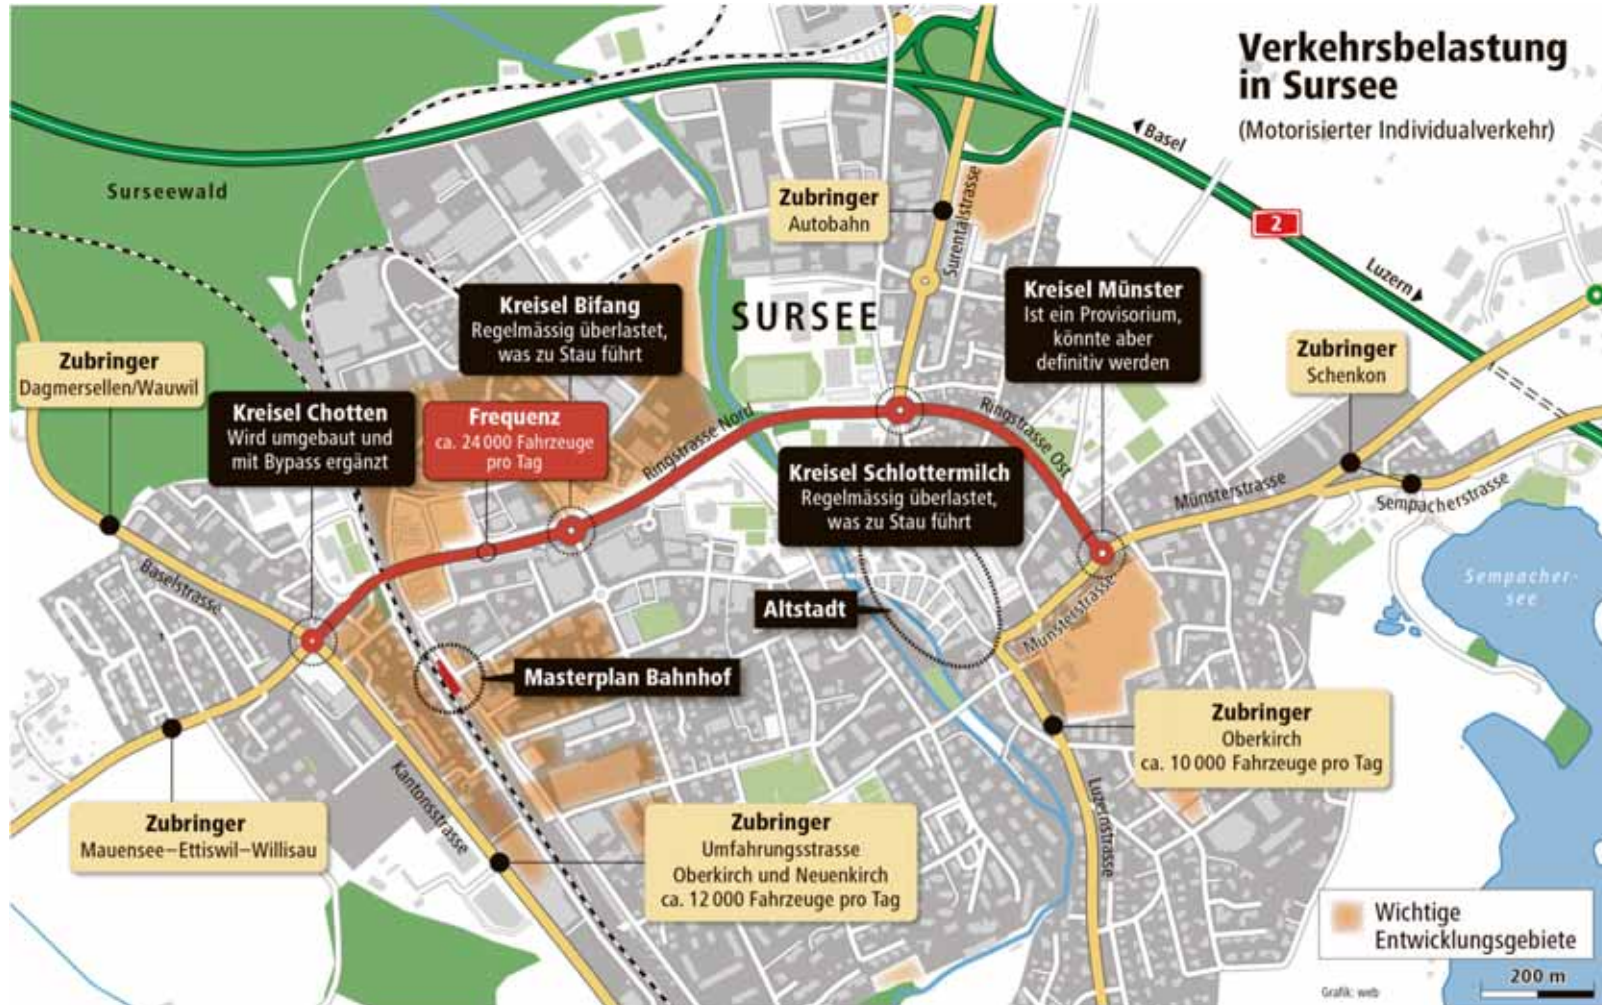 Verkehrsbelastung
in Sursee
(Motorisierter Individualverkehr)
Basel
2
Luzern
Surseewald
Zubringer
Autobahn
Surentalstrasse
SURSEE
Kreisel Bifang
Regelmässig überlastet,
was zu Stau führt
Kreisel Münster
Ist ein Provisorium,
könnte aber
definitiv werden
Zubringer
Schenkon
Zubringer
Dagmersellen/Wauwil
Kreisel Chotten
Wird umgebaut und
mit Bypass ergänzt
Frequenz
ca. 24 000 Fahrzeuge
pro Tag
Ringstrasse Nord
Ringstrasse Ost
Kreisel Schlottermilch
Regelmässig überlastet,
was zu Stau führt
Münsterstrasse
Sempacherstrasse
Baselstrasse
Altstadt
Münsterstrasse
Sempacher-
see
Masterplan Bahnhof
Zubringer
Oberkirch
ca. 10 000 Fahrzeuge pro Tag
Kantonsstrasse
Luzernstrasse
Zubringer
Mauensee–Ettiswil–Willisau
Zubringer
Umfahrungsstrasse
Oberkirch und Neuenkirch
ca. 12 000 Fahrzeuge pro Tag
Wichtige
Entwicklungsgebiete
200 m
Grafik: web